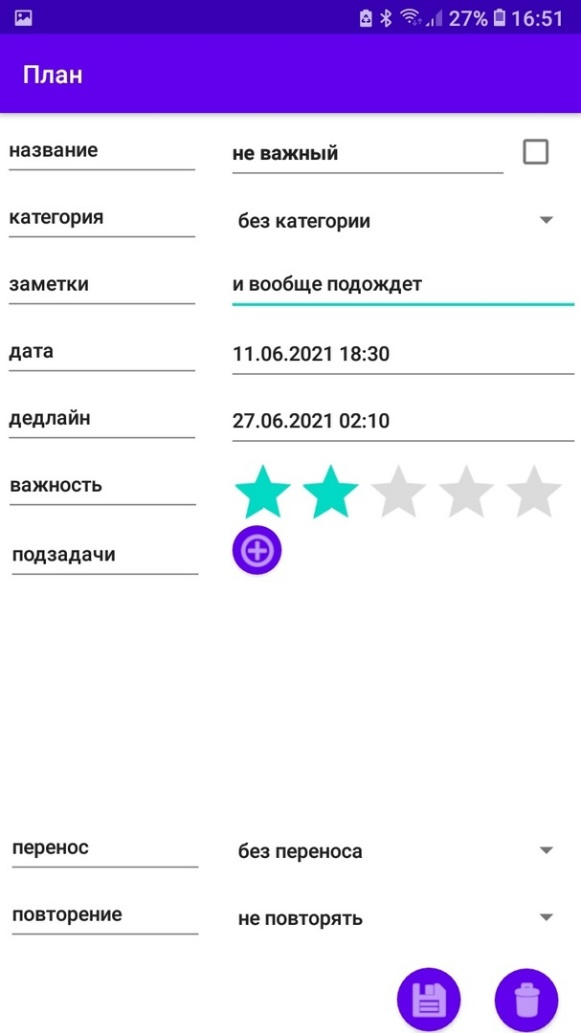 27% 16:51
План
название не важный
категория без категории
заметки и вообще подождет
дата 11.06.2021 18:30
дедлайн 27.06.2021 02:10
важность
подзадачи
перенос без переноса
повторение не повторять